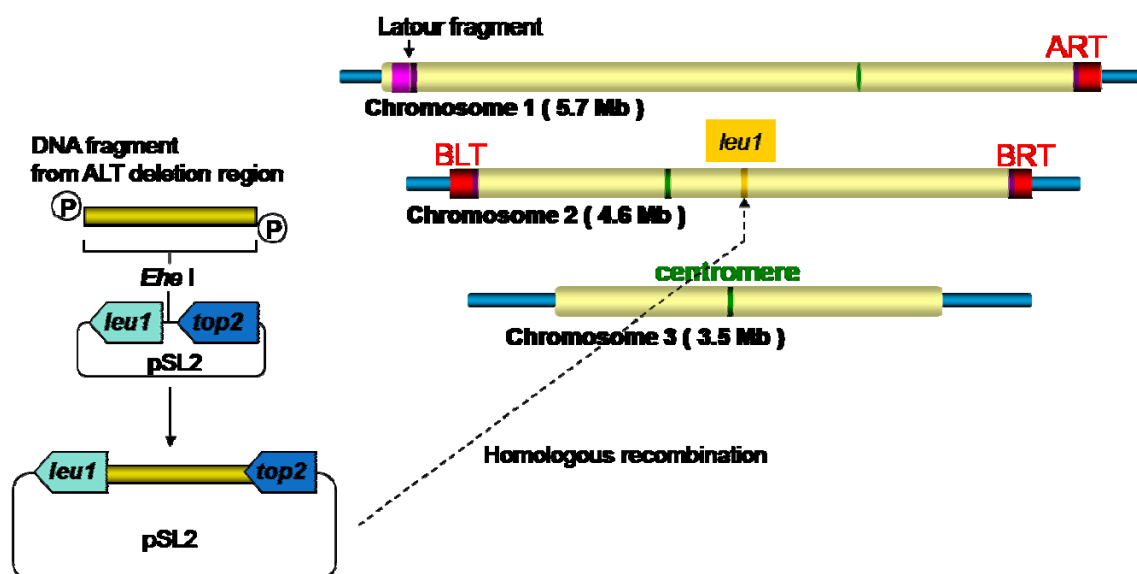 Latour fragment
ART
Chromosome 1 ( 5.7 Mb )
leu1
DNA fragment
from ALT deletion region
BLT
BRT
P
P
Chromosome 2 ( 4.6 Mb )
Ehe I
centromere
leu1
top2
pSL2
Chromosome 3 ( 3.5 Mb )
Homologous recombination
leu1
top2
pSL2